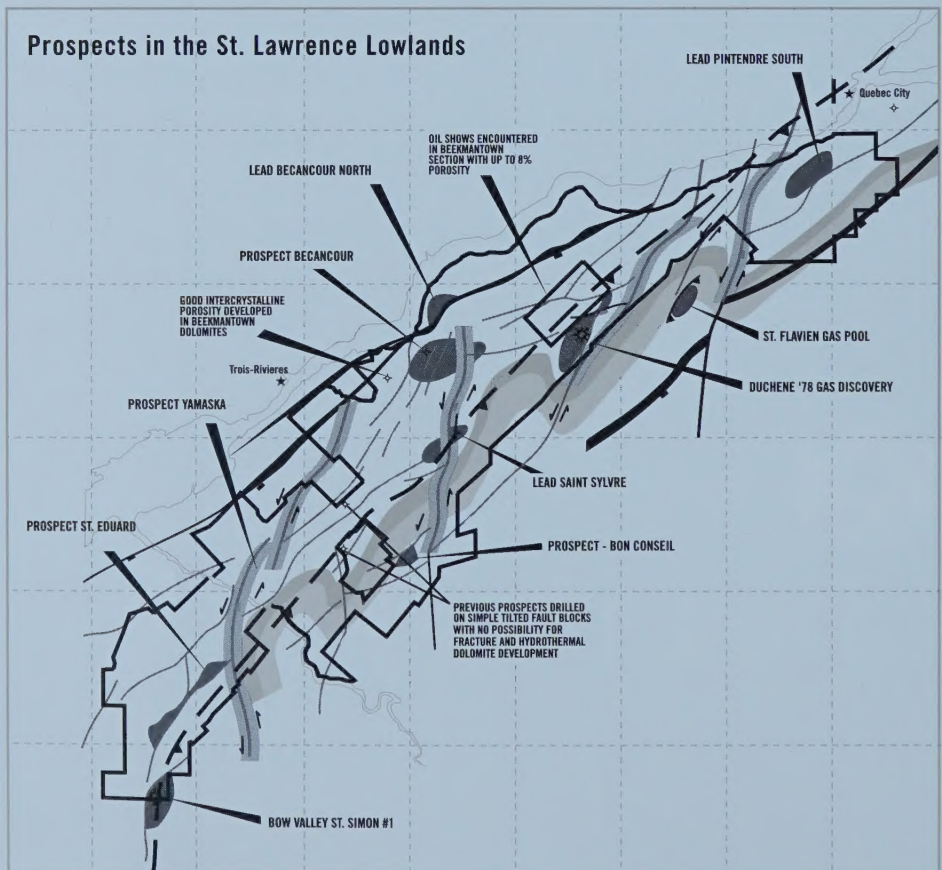 Prospects in the St. Lawrence Lowlands
LEAD PINTENDRE SOUTH
Quebec City
OIL SHOWS ENCOUNTERED
IN BEEKMANTOWN
SECTION WITH UP TO 8%
POROSITY
LEAD BECANCOUR NORTH
PROSPECT BECANCOUR
GOOD INTERCRYSTALLINE
POROSITY DEVELOPED
IN BEEKMANTOWN
DOLOMITES
ST. FLAVIEN GAS POOL
Trois-Rivieres
DUCHENE '78 GAS DISCOVERY
PROSPECT YAMASKA
LEAD SAINT SYLVRE
PROSPECT ST. EDUARD
PROSPECT - BON CONSEIL
PREVIOUS PROSPECTS DRILLED
ON SIMPLE TILTED FAULT BLOCKS
WITH NO POSSIBILITY FOR
FRACTURE AND HYDROTHERMAL
DOLOMITE DEVELOPMENT
BOW VALLEY ST. SIMON #1